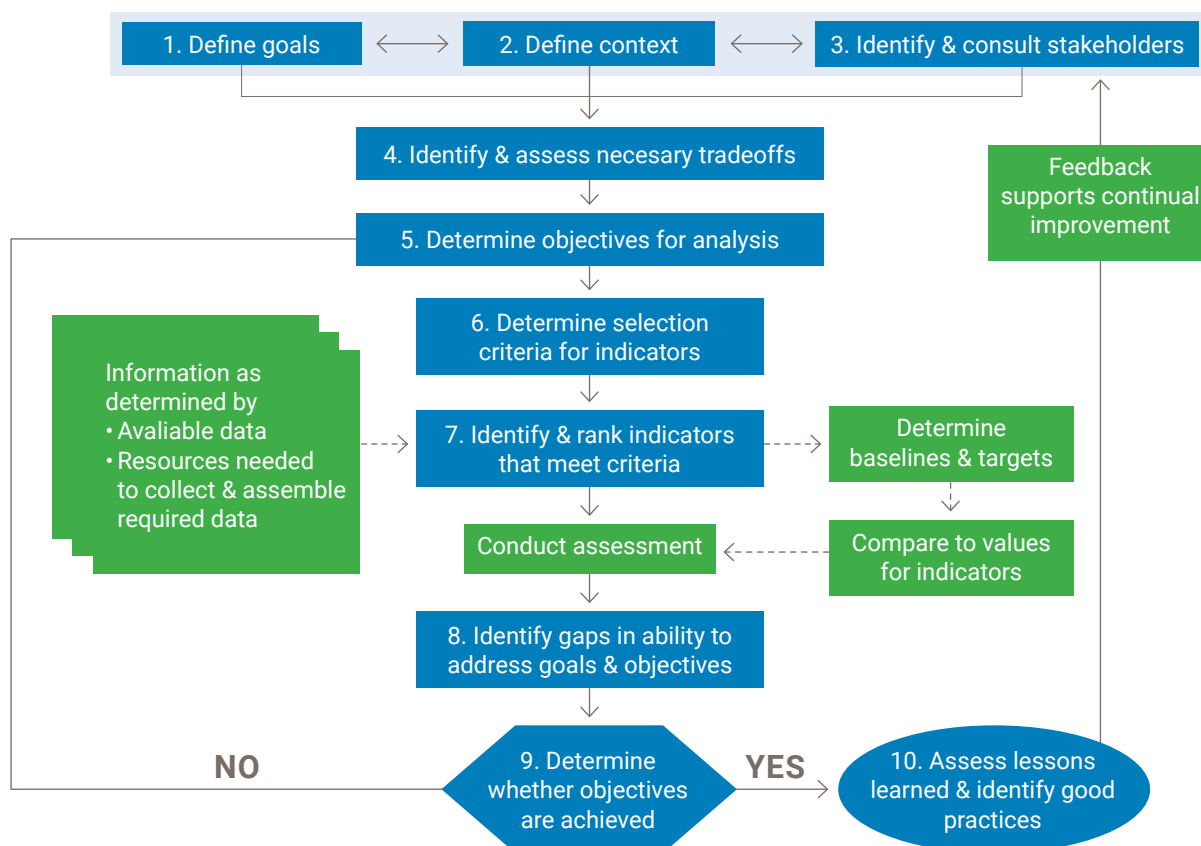 1. Define goals
2. Define context
3. Identify & consult stakeholders
4. Identify & assess necesary tradeoffs
Feedback
supports continual
improvement
5. Determine objectives for analysis
6. Determine selection
criteria for indicators
Information as
determined by
• Avaliable data
• Resources needed
to collect & assemble
required data
7. Identify & rank indicators
that meet criteria
Determine
baselines & targets
Conduct assessment
Compare to values
for indicators
8. Identify gaps in ability to
address goals & objectives
NO
9. Determine
whether objectives
are achieved
YES
10. Assess lessons
learned & identify good
practices